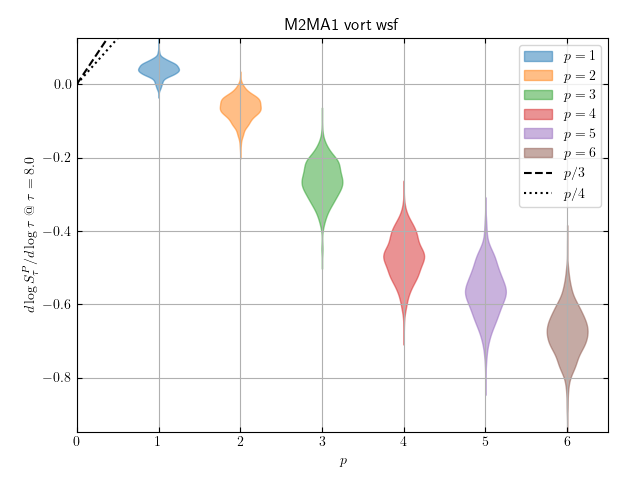 M2MA1 vort wsf
d log S_τ^P / d log τ @ τ = 8.0
0.0
−0.2
−0.4
−0.6
−0.8
0 1 2 3 4 5 6
p
p = 1
p = 2
p = 3
p = 4
p = 5
p = 6
p/3
p/4